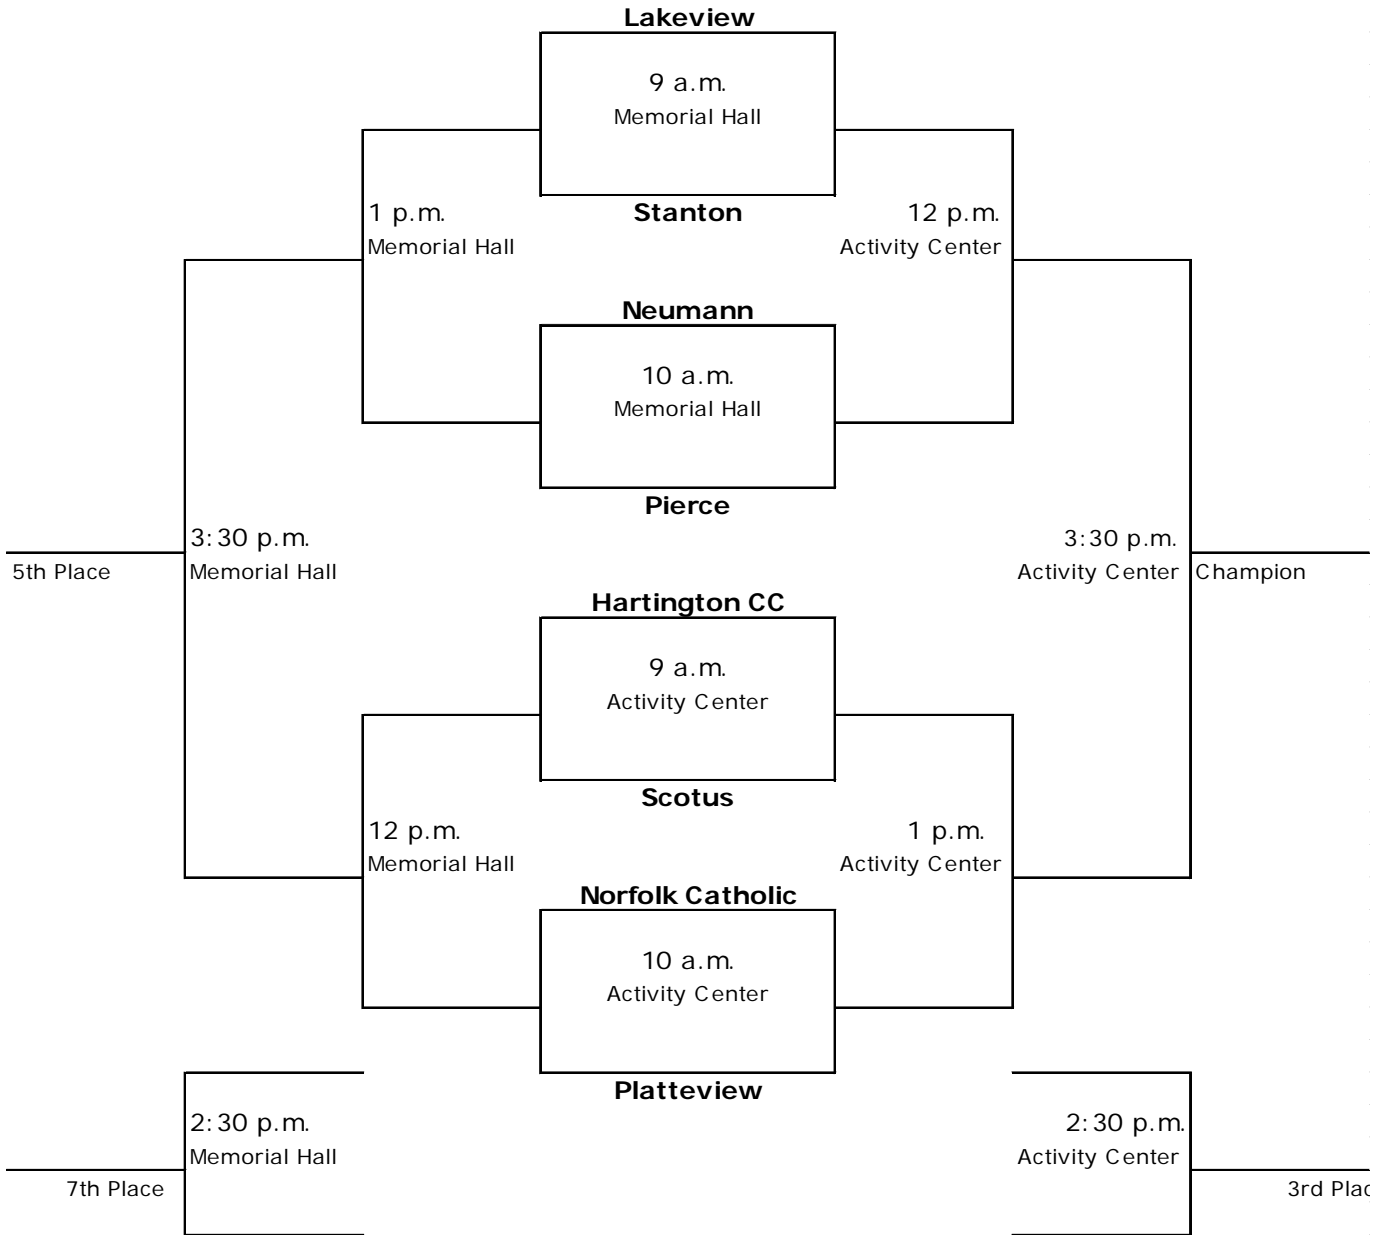 Lakeview
9 a.m.
Memorial Hall
1 p.m.
Stanton
12 p.m.
Memorial Hall
Activity Center
Neumann
10 a.m.
Memorial Hall
Pierce
3:30 p.m.
3:30 p.m.
5th Place
Memorial Hall
Activity Center
Champion
Hartington CC
9 a.m.
Activity Center
Scotus
12 p.m.
1 p.m.
Memorial Hall
Activity Center
Norfolk Catholic
10 a.m.
Activity Center
Platteview
2:30 p.m.
2:30 p.m.
Memorial Hall
Activity Center
7th Place
3rd Plac